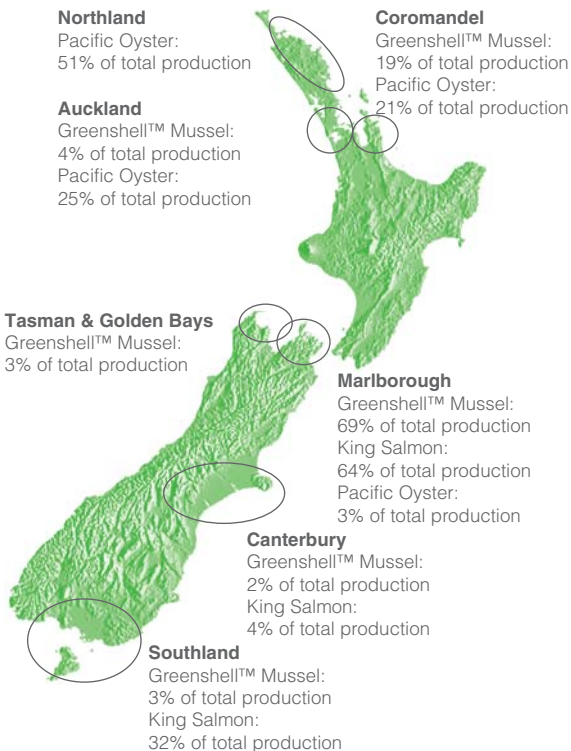 Northland
Pacific Oyster:
51% of total production
Coromandel
Greenshell™ Mussel:
19% of total production
Pacific Oyster:
21% of total production
Auckland
Greenshell™ Mussel:
4% of total production
Pacific Oyster:
25% of total production
Tasman & Golden Bays
Greenshell™ Mussel:
3% of total production
Marlborough
Greenshell™ Mussel:
69% of total production
King Salmon:
64% of total production
Pacific Oyster:
3% of total production
Canterbury
Greenshell™ Mussel:
2% of total production
King Salmon:
4% of total production
Southland
Greenshell™ Mussel:
3% of total production
King Salmon:
32% of total production